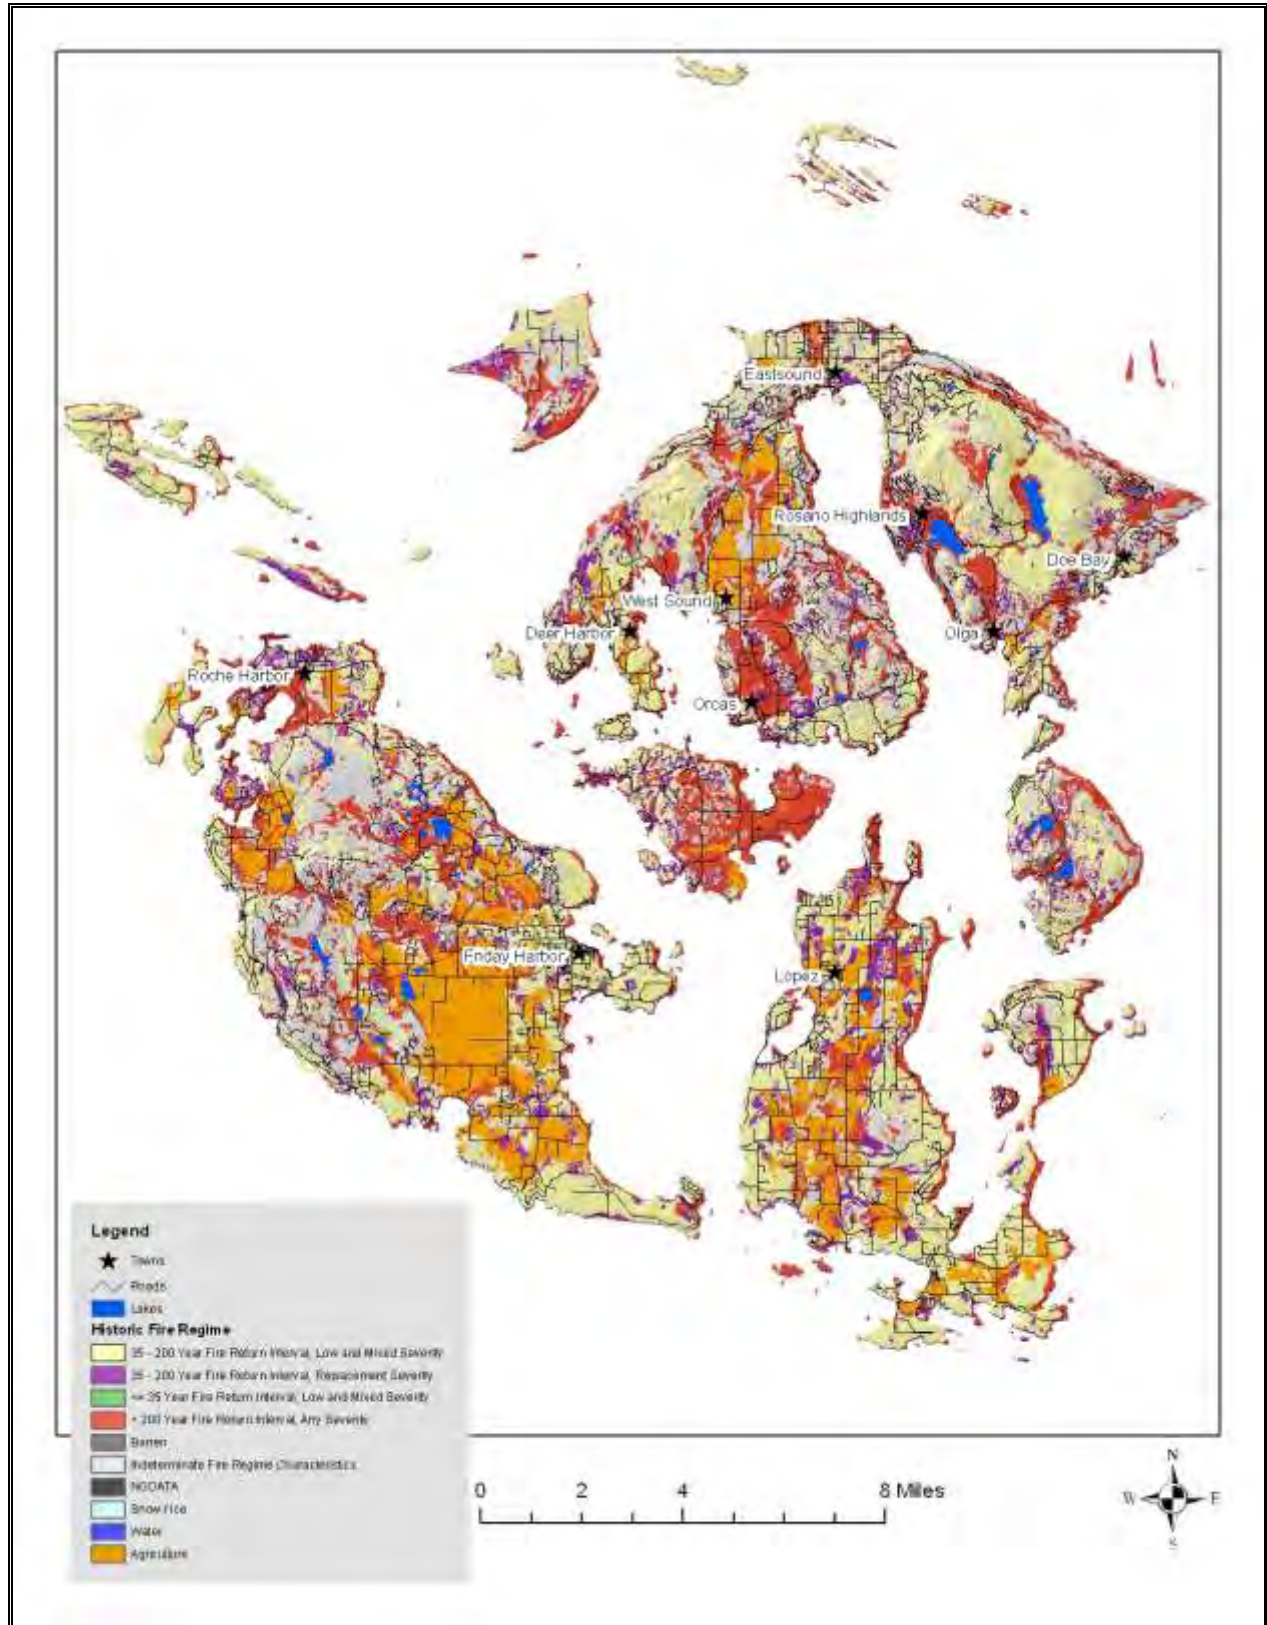 Eastsound
Rosario Highlands
Doe Bay
West Sound
Deer Harbor
Olga
Roche Harbor
Orcas
Friday Harbor
Lopez
Legend
Towns
Roads
Lakes
Historic Fire Regime
35 - 200 Year Fire Return Interval, Low and Mixed Severity
35 - 200 Year Fire Return Interval, Replacement Severity
<= 35 Year Fire Return Interval, Low and Mixed Severity
> 200 Year Fire Return Interval, Any Severity
Barren
Indeterminate Fire Regime Characteristics
NODATA
Snow / Ice
Water
Agriculture
0 2 4 8 Miles
N
W E
S